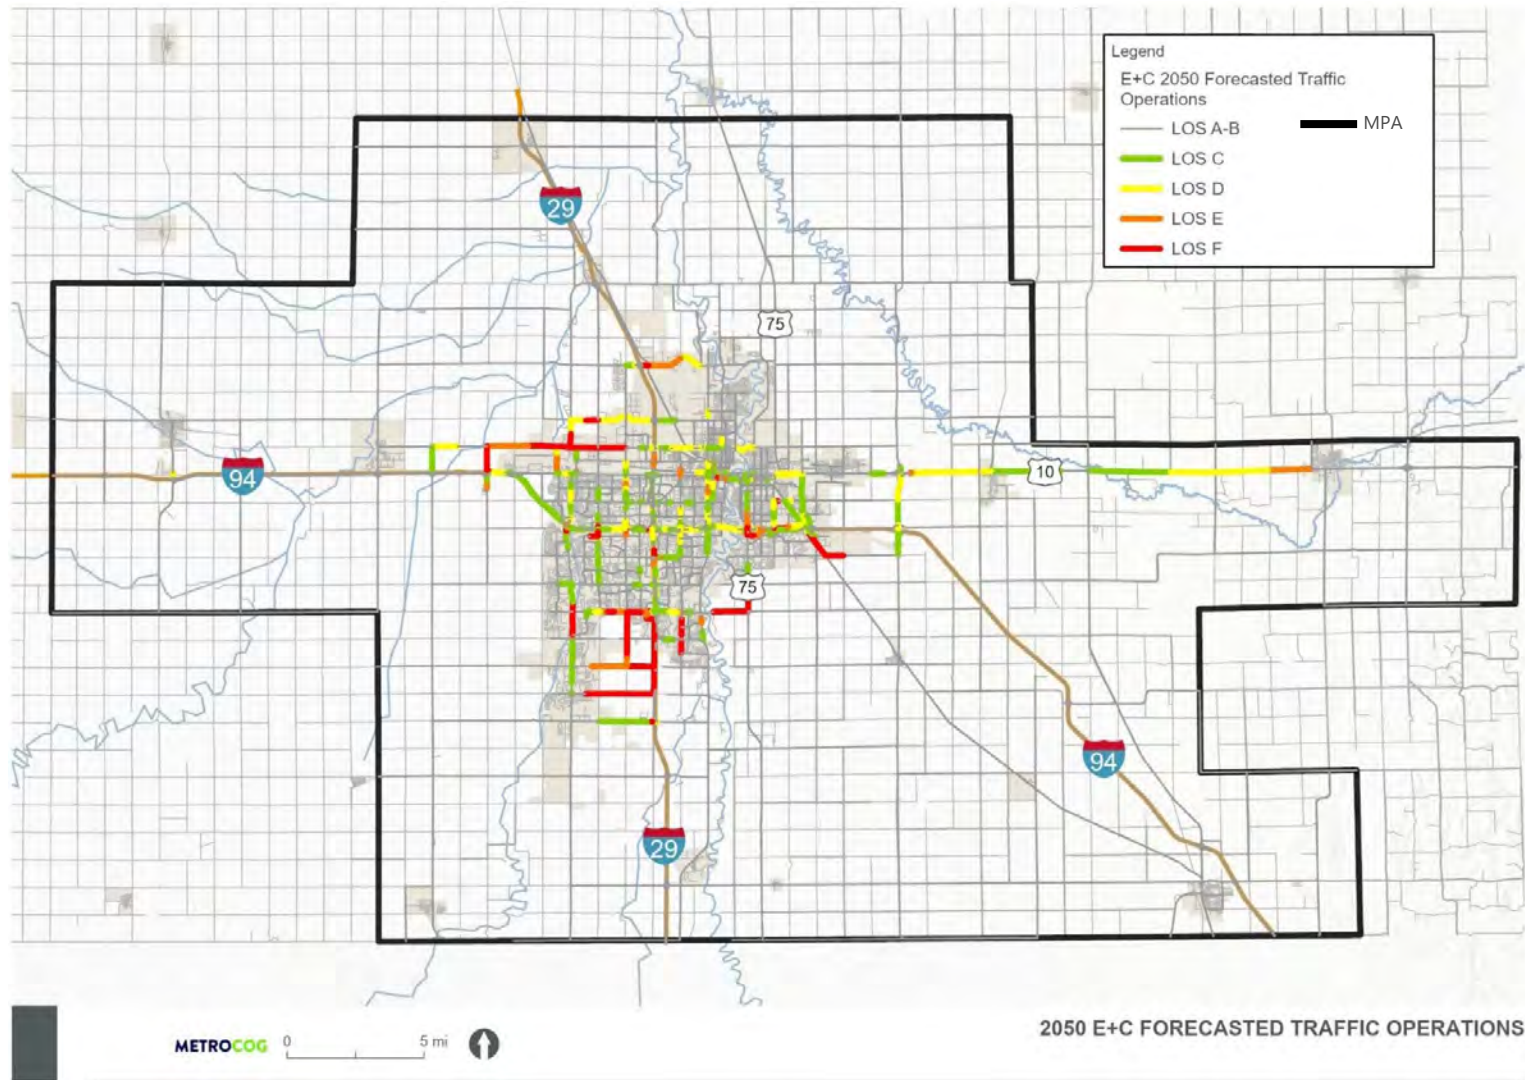 Legend
E+C 2050 Forecasted Traffic
Operations
LOS A-B
MPA
LOS C
LOS D
LOS E
LOS F
29
75
94
10
75
94
29
METROCOG
0
5 mi
2050 E+C FORECASTED TRAFFIC OPERATIONS